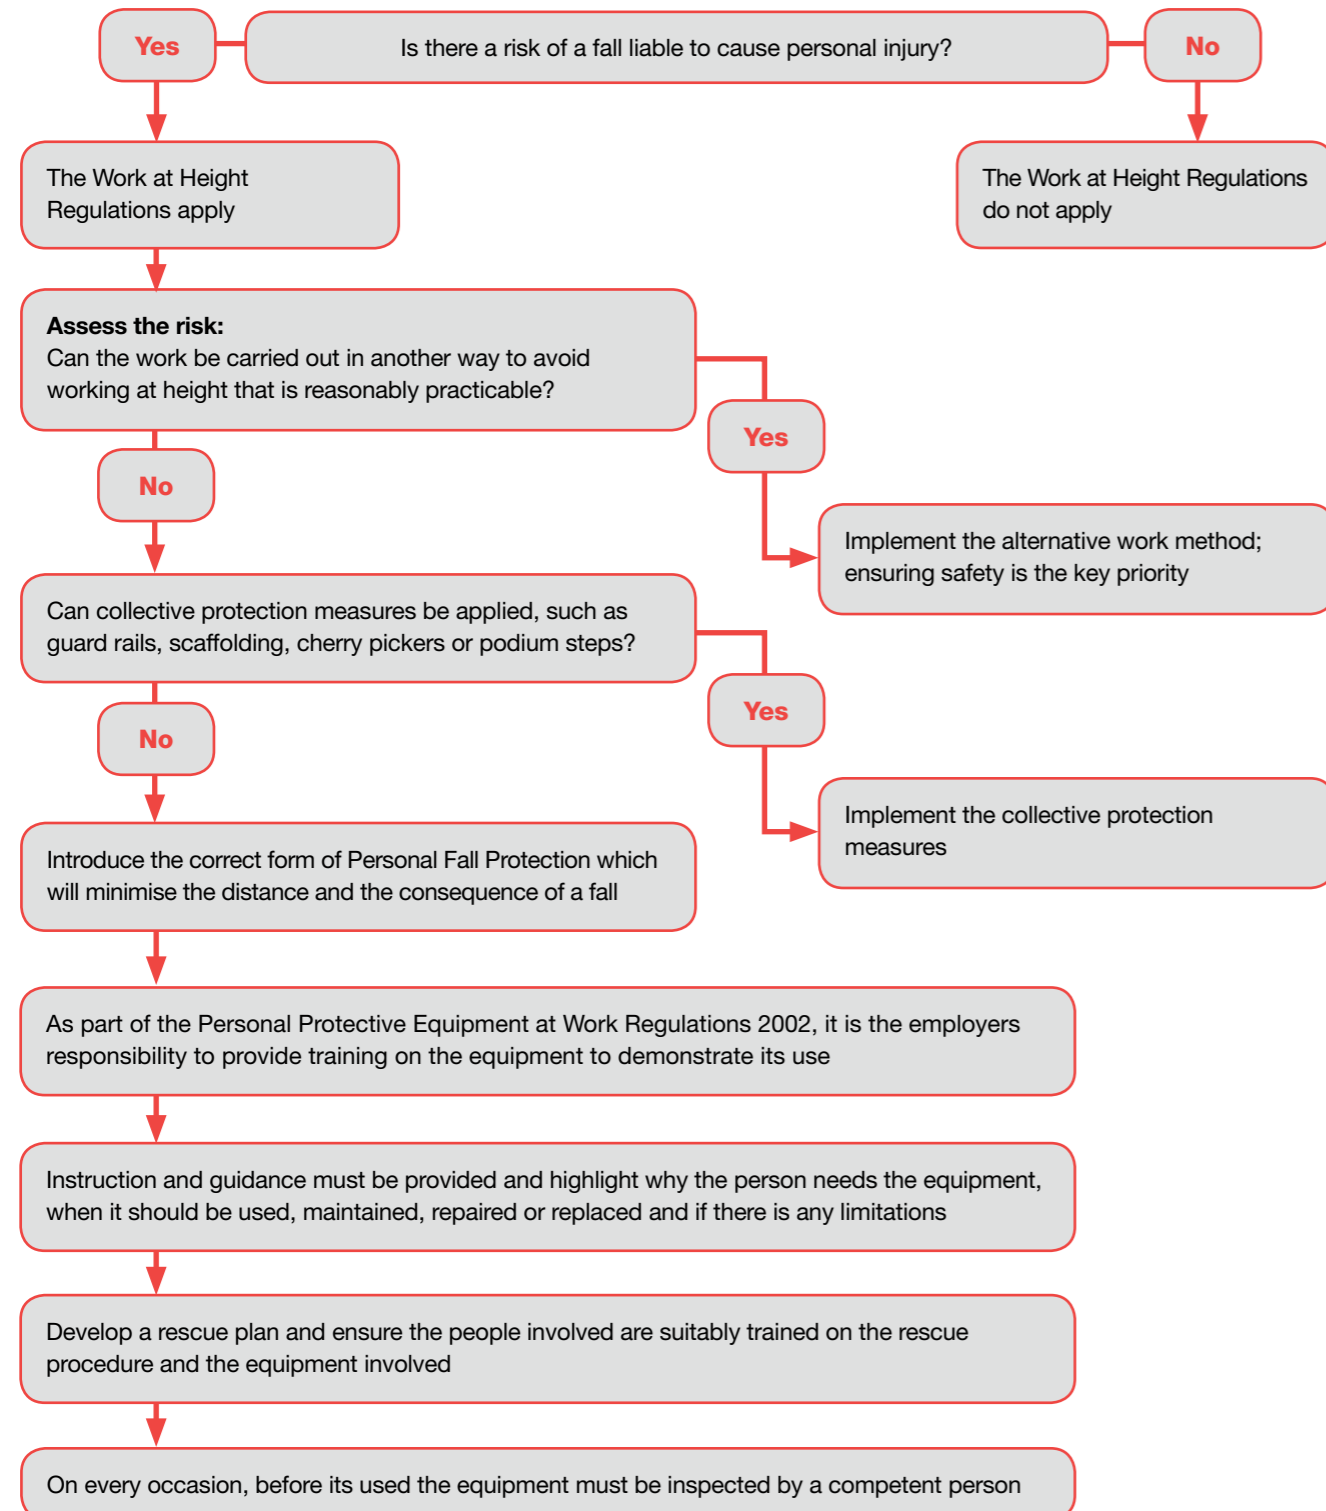 Yes
Is there a risk of a fall liable to cause personal injury?
No
The Work at Height
Regulations apply
The Work at Height Regulations
do not apply
Assess the risk:
Can the work be carried out in another way to avoid
working at height that is reasonably practicable?
Yes
No
Implement the alternative work method;
ensuring safety is the key priority
Can collective protection measures be applied, such as
guard rails, scaffolding, cherry pickers or podium steps?
Yes
No
Implement the collective protection
measures
Introduce the correct form of Personal Fall Protection which
will minimise the distance and the consequence of a fall
As part of the Personal Protective Equipment at Work Regulations 2002, it is the employers
responsibility to provide training on the equipment to demonstrate its use
Instruction and guidance must be provided and highlight why the person needs the equipment,
when it should be used, maintained, repaired or replaced and if there is any limitations
Develop a rescue plan and ensure the people involved are suitably trained on the rescue
procedure and the equipment involved
On every occasion, before its used the equipment must be inspected by a competent person